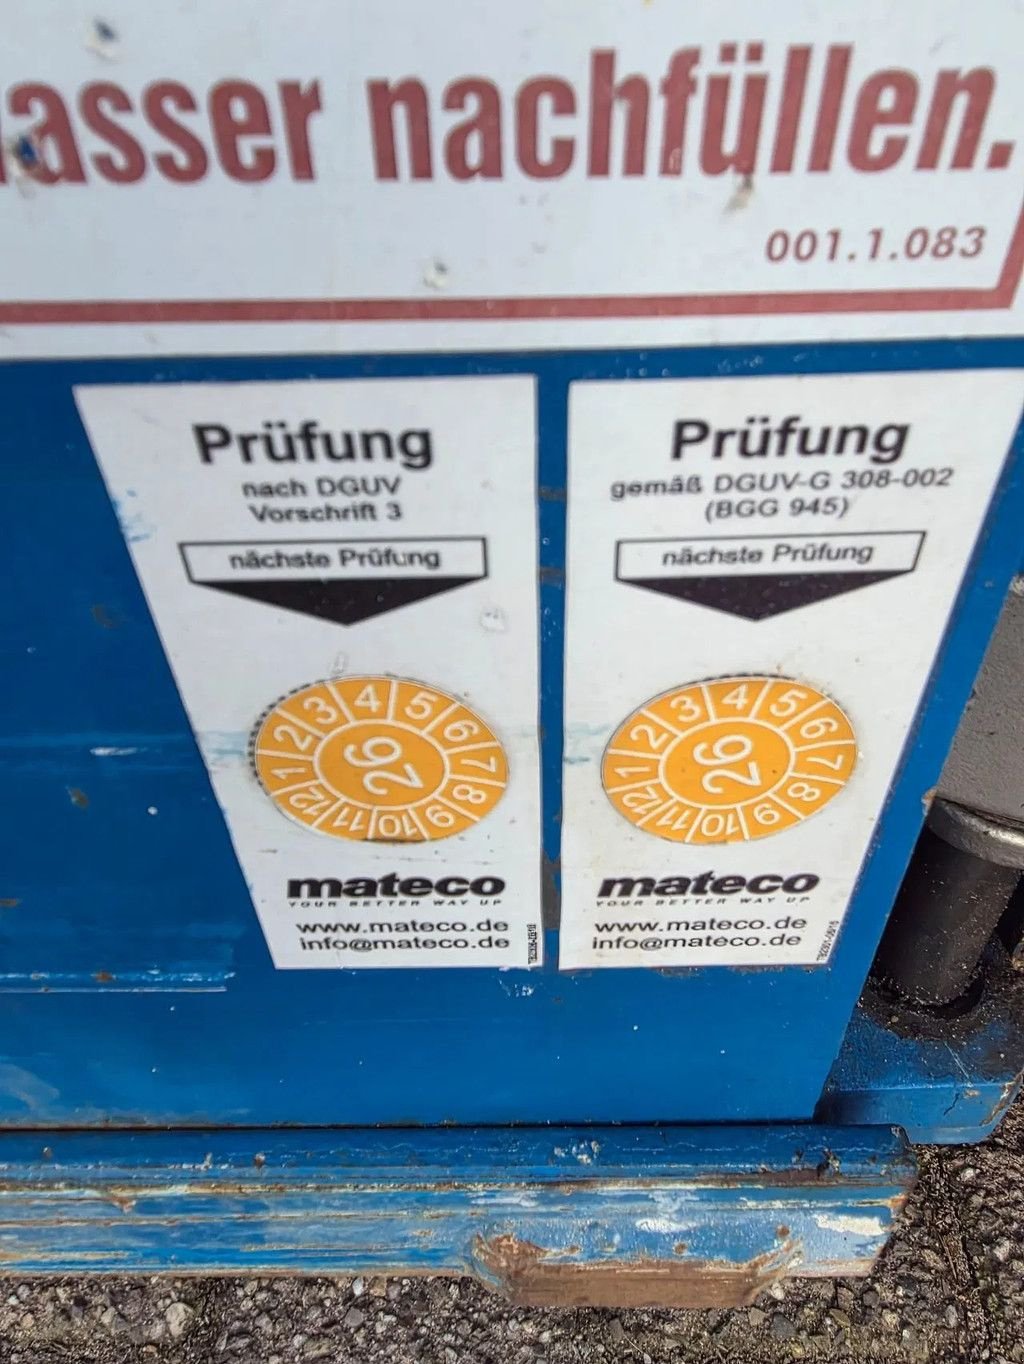 asser nachfüllen.
001.1.083
Prüfung
nach DGUV
Vorschrift 3
nächste Prüfung
1 2 3 4 5 6 7 8 9 10 11 12
26
mateco
YOUR BETTER WAY UP
www.mateco.de
info@mateco.de
Prüfung
gemäß DGUV-G 308-002
(BGG 945)
nächste Prüfung
1 2 3 4 5 6 7 8 9 10 11 12
26
mateco
YOUR BETTER WAY UP
www.mateco.de
info@mateco.de